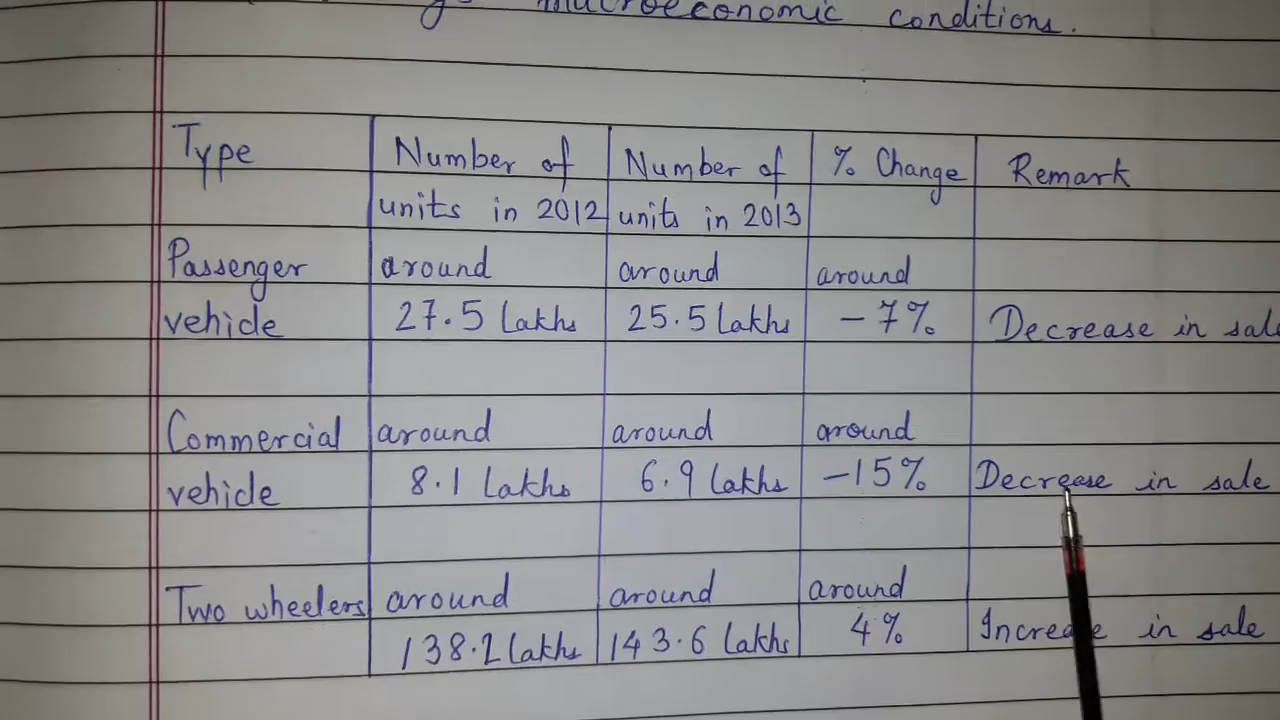 macroeconomic conditions.
Type Number of units in 2012 Number of units in 2013 % Change Remark
Passenger vehicle around 27.5 Lakhs around 25.5 Lakhs around -7% Decrease in sale
Commercial vehicle around 8.1 Lakhs around 6.9 Lakhs around -15% Decrease in sale
Two wheelers around 138.2 Lakhs around 143.6 Lakhs around 4% Increase in sale